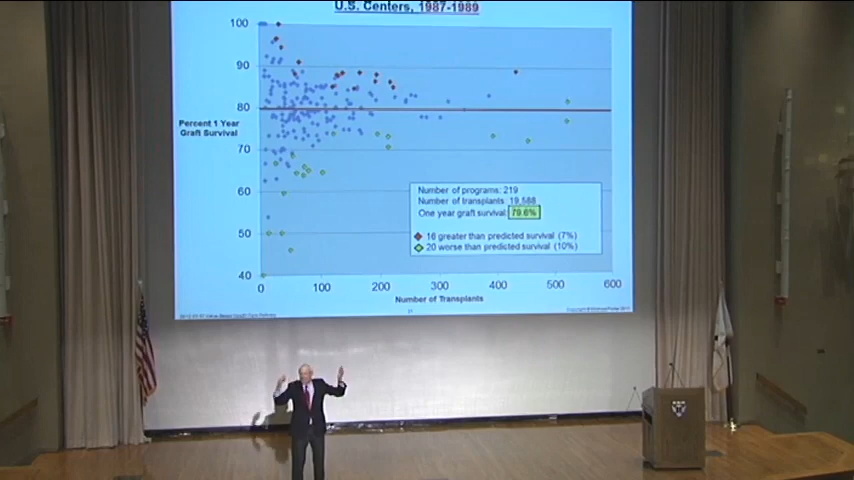 U.S. Centers, 1987-1989
100
90
80
70
60
50
40
Percent 1 Year
Graft Survival
Number of programs: 219
Number of transplants: 19,588
One year graft survival: 79.6%
16 greater than predicted survival (7%)
20 worse than predicted survival (10%)
0
100
200
300
400
500
600
Number of Transplants